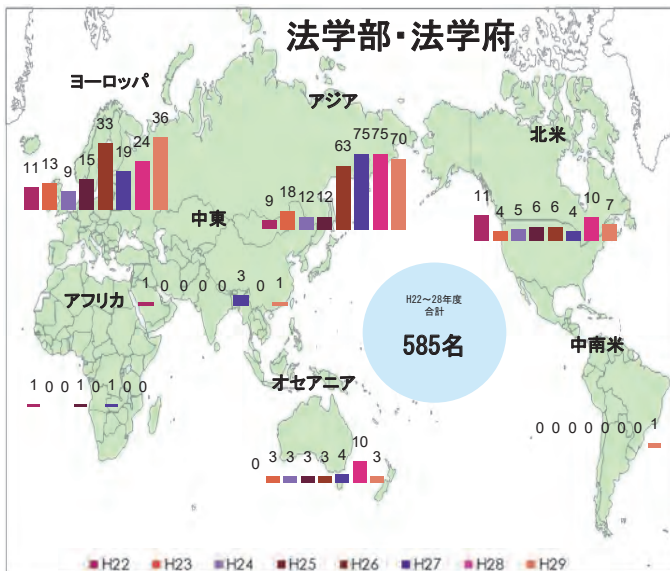 法学部・法学府
ヨーロッパ
11 13 9 15 33 19 24 36
アジア
9 18 12 12 63 75 75 70
北米
11 4 5 6 6 4 10 7
中東
1 0 0 0 0 3 0 1
アフリカ
1 0 0 1 0 1 0 0
H22～28年度
合計
585名
中南米
0 0 0 0 0 0 0 1
オセアニア
0 3 3 3 3 4 10 3
H22 H23 H24 H25 H26 H27 H28 H29